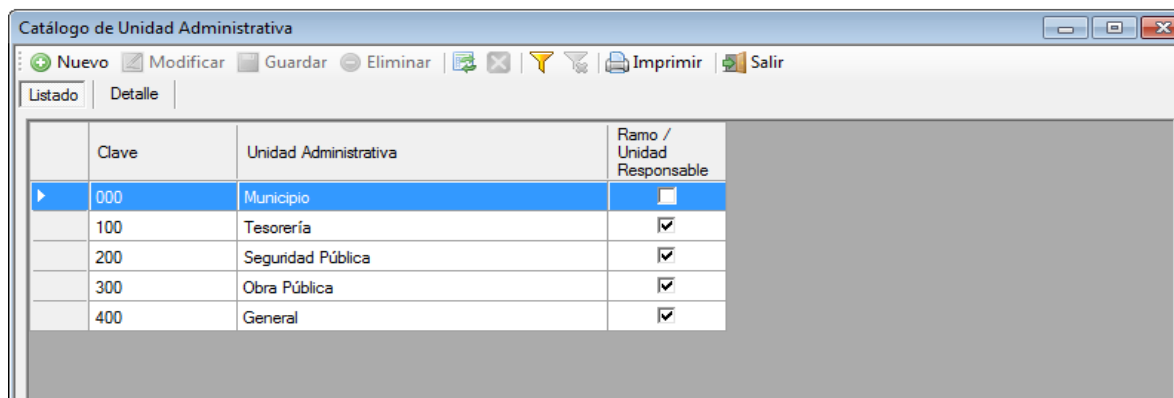 Catálogo de Unidad Administrativa
Nuevo Modificar Guardar Eliminar Imprimir Salir
Listado Detalle
Clave Unidad Administrativa Ramo /
Unidad
Responsable
000 Municipio
100 Tesorería
200 Seguridad Pública
300 Obra Pública
400 General